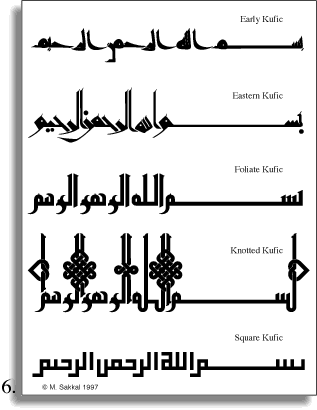 Early Kufic
بسم الله الرحمن الرحيم
Eastern Kufic
بسم الله الرحمن الرحيم
Foliate Kufic
بسم الله الرحمن الرحيم
Knotted Kufic
بسم الله الرحمن الرحيم
Square Kufic
بسم الله الرحمن الرحيم
6. © M. Sakkal 1997